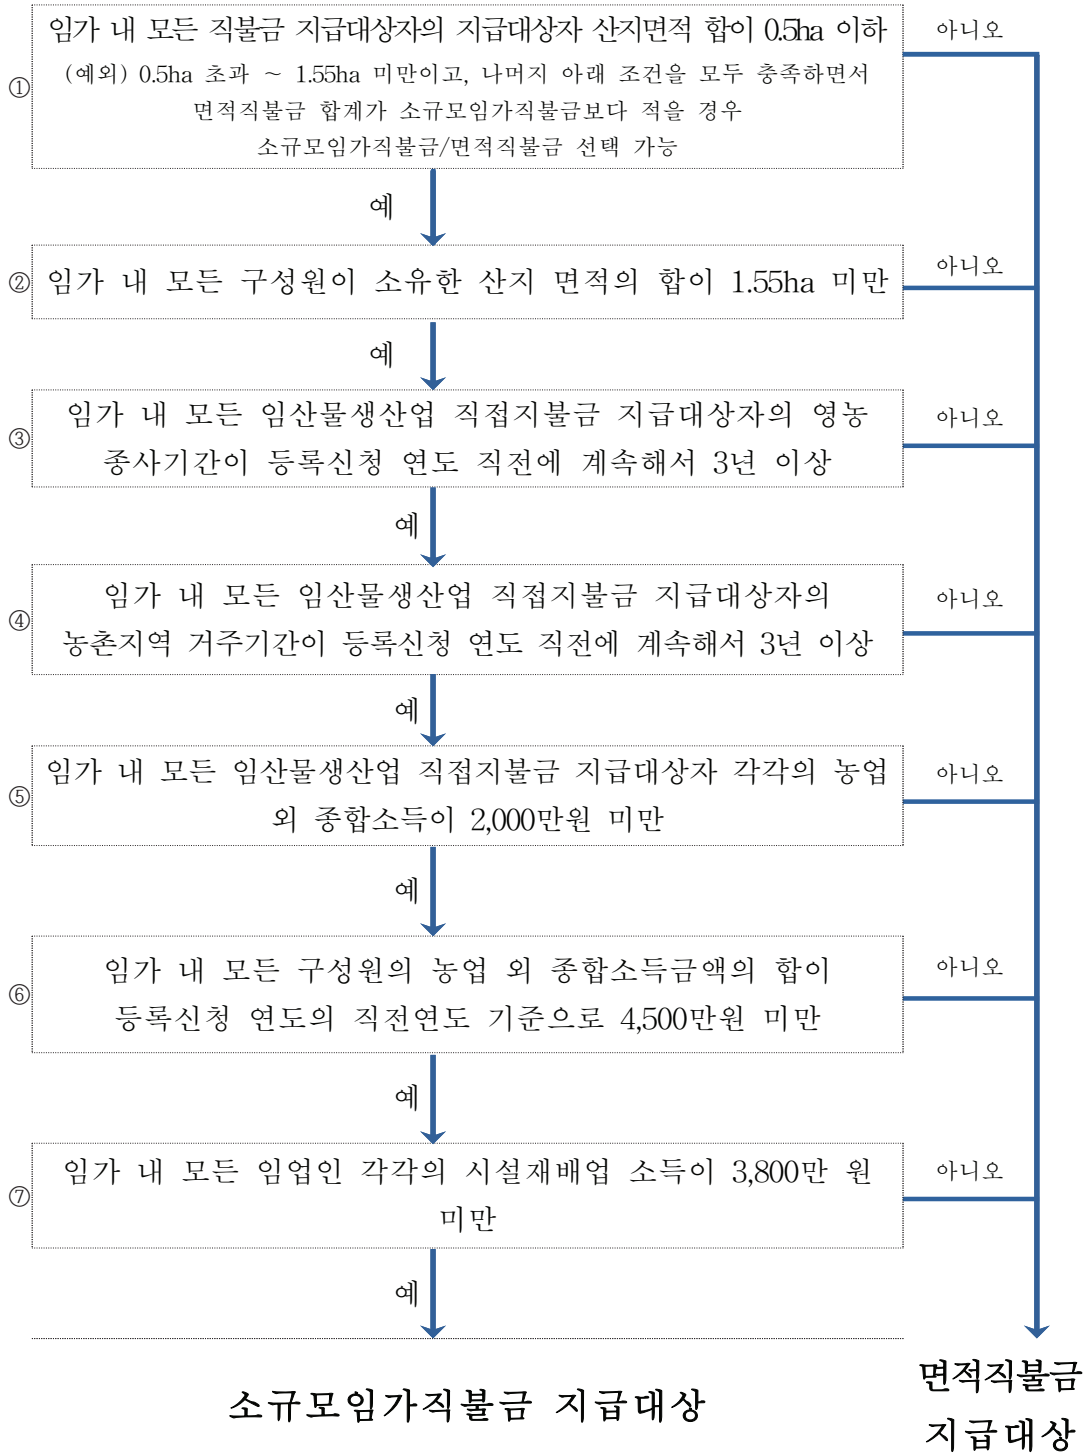 임가 내 모든 직불금 지급대상자의 지급대상자 산지면적 합이 0.5ha 이하
아니오
①
(예외) 0.5ha 초과 ~ 1.55ha 미만이고, 나머지 아래 조건을 모두 충족하면서
면적직불금 합계가 소규모임가직불금보다 적을 경우
소규모임가직불금/면적직불금 선택 가능
예
② 임가 내 모든 구성원이 소유한 산지 면적의 합이 1.55ha 미만
아니오
예
③
임가 내 모든 임산물생산업 직접지불금 지급대상자의 영농
종사기간이 등록신청 연도 직전에 계속해서 3년 이상
아니오
예
④
임가 내 모든 임산물생산업 직접지불금 지급대상자의
농촌지역 거주기간이 등록신청 연도 직전에 계속해서 3년 이상
아니오
예
⑤
임가 내 모든 임산물생산업 직접지불금 지급대상자 각각의 농업
외 종합소득이 2,000만원 미만
아니오
예
⑥
임가 내 모든 구성원의 농업 외 종합소득금액의 합이
등록신청 연도의 직전연도 기준으로 4,500만원 미만
아니오
예
⑦
임가 내 모든 임업인 각각의 시설재배업 소득이 3,800만 원
미만
아니오
예
소규모임가직불금 지급대상
면적직불금
지급대상